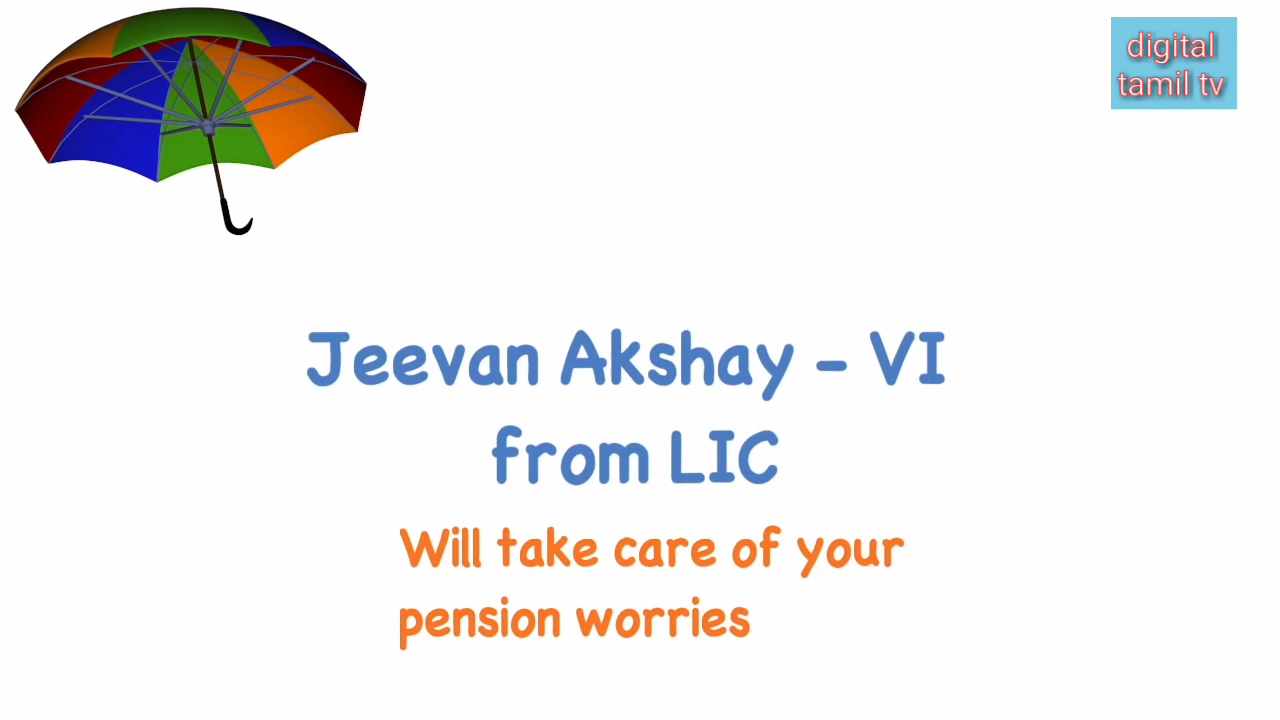 digital
tamil tv
Jeevan Akshay - VI
from LIC
Will take care of your
pension worries